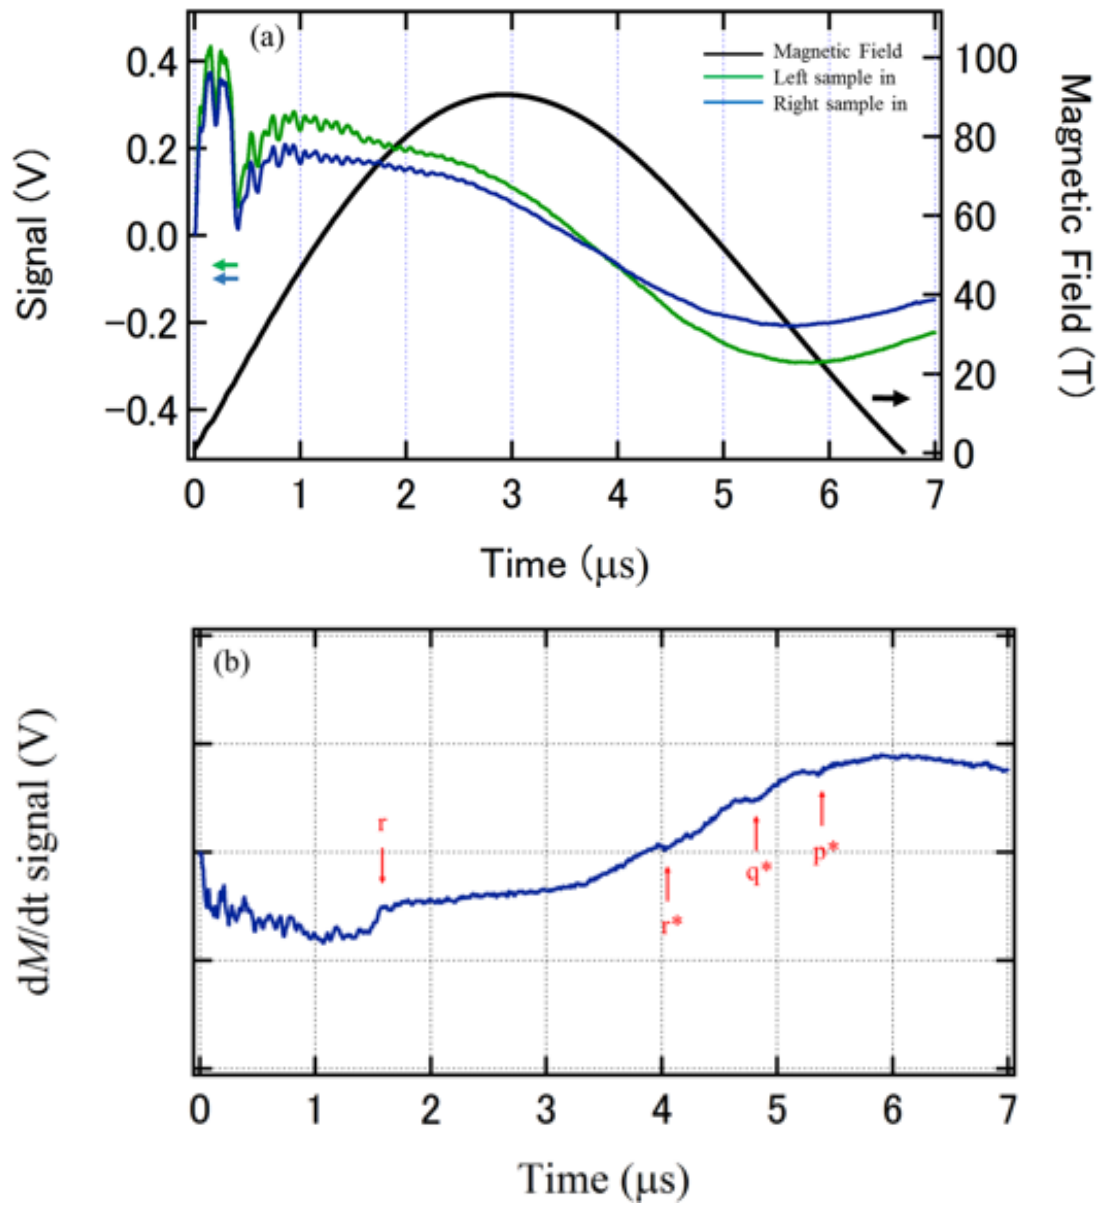 (a)
Magnetic Field
Left sample in
Right sample in
Signal (V)
0.4
0.2
0.0
−0.2
−0.4
100
80
60
40
20
0
Magnetic Field (T)
0 1 2 3 4 5 6 7
Time (μs)
(b)
dM/dt signal (V)
r
r*
q*
p*
0 1 2 3 4 5 6 7
Time (μs)